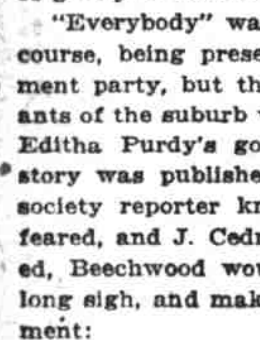 "Everybody" wa
course, being prese
ment party, but th
ants of the suburb
Editha Purdy's go
story was publishe
society reporter kn
feared, and J. Cedr
ed, Beechwood wou
long sigh, and mak
ment: